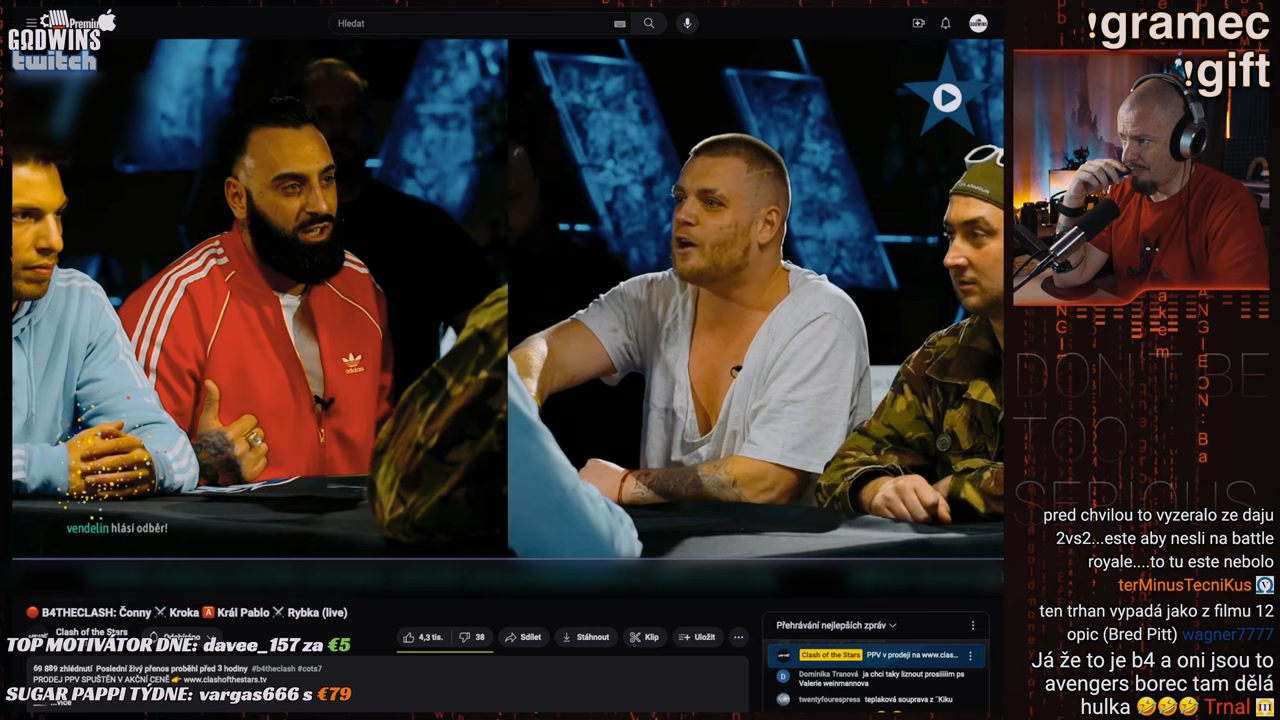 Premiu
GODWINS
twitch
Hledat
!gramec
!gift
adidas
vendelin hlásí odběr!
DON'T BE
TOO
SERIOUS
B4THECLASH: Čonny ⚔ Kroka 🅰 Král Pablo ⚔ Rybka (live)
Clash of the Stars
4,3 tis.
38
Sdílet
Stáhnout
Klip
Uložit
TOP MOTIVÁTOR DNE: davee_157 za €5
69 889 zhlédnutí Poslední živý přenos proběhl před 3 hodiny #b4theclash #cots7
PRODEJ PPV SPUŠTĚN V AKČNÍ CENĚ 👉 www.clashofthestars.tv
SUGAR PAPPI TÝDNE: vargas666 s €79
...více
Přehrávání nejlepších zpráv
Clash of the Stars PPV v prodeji na www.clas...
Dominika Tranová ja chci taky liznout prosiiiiim ps
Valerie weinmannova
twentyfourespress teplaková souprava z ¨Kiku
pred chvilou to vyzeralo ze daju
2vs2...este aby nesli na battle
royale....to tu este nebolo
terMinusTecniKus
ten trhan vypadá jako z filmu 12
opic (Bred Pitt) wagner7777
Já že to je b4 a oni jsou to
avengers borec tam dělá
hulka 🤣🤣🤣 Trnal